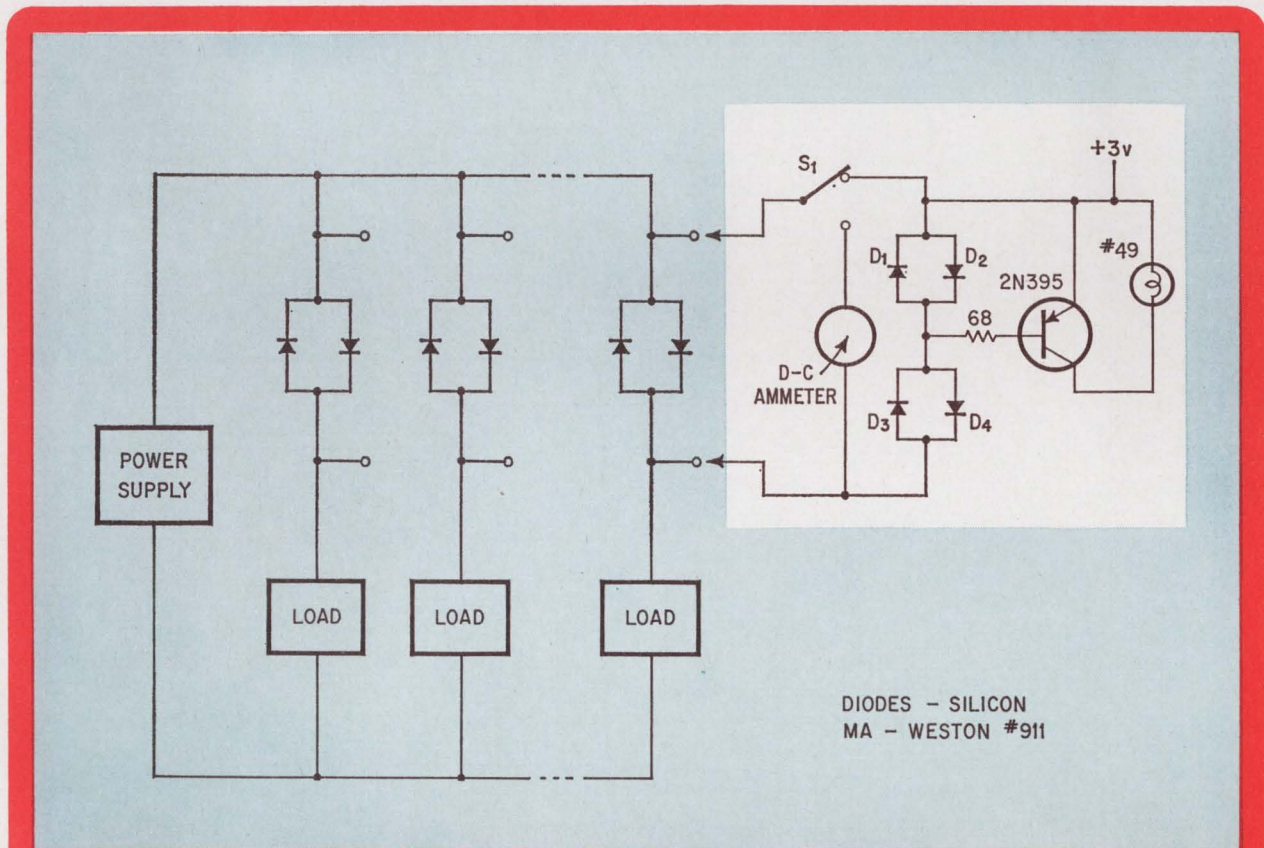 S1
+3v
D1
D2
#49
2N395
68
D-C
AMMETER
D3
D4
POWER
SUPPLY
LOAD
LOAD
LOAD
DIODES - SILICON
MA - WESTON #911